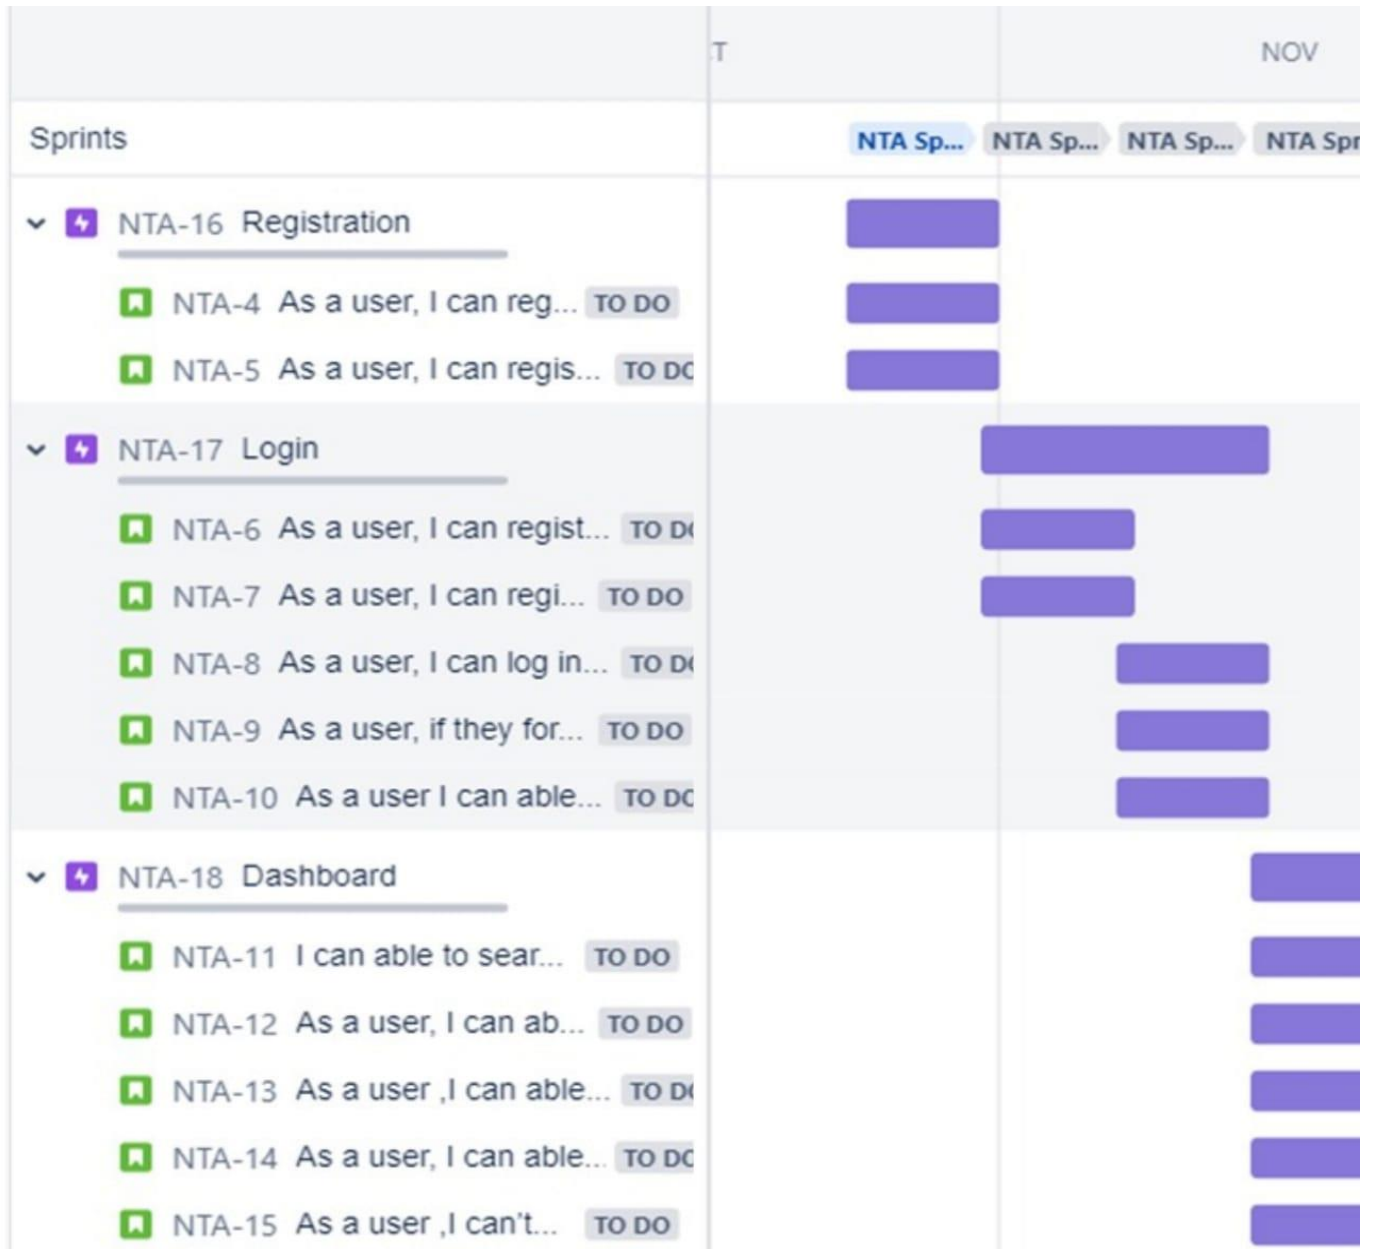 T NOV
Sprints NTA Sp... NTA Sp... NTA Sp... NTA Spr
NTA-16 Registration
NTA-4 As a user, I can reg... TO DO
NTA-5 As a user, I can regis... TO DO
NTA-17 Login
NTA-6 As a user, I can regist... TO DO
NTA-7 As a user, I can regi... TO DO
NTA-8 As a user, I can log in... TO DO
NTA-9 As a user, if they for... TO DO
NTA-10 As a user I can able... TO DO
NTA-18 Dashboard
NTA-11 I can able to sear... TO DO
NTA-12 As a user, I can ab... TO DO
NTA-13 As a user ,I can able... TO DO
NTA-14 As a user, I can able... TO DO
NTA-15 As a user ,I can't... TO DO